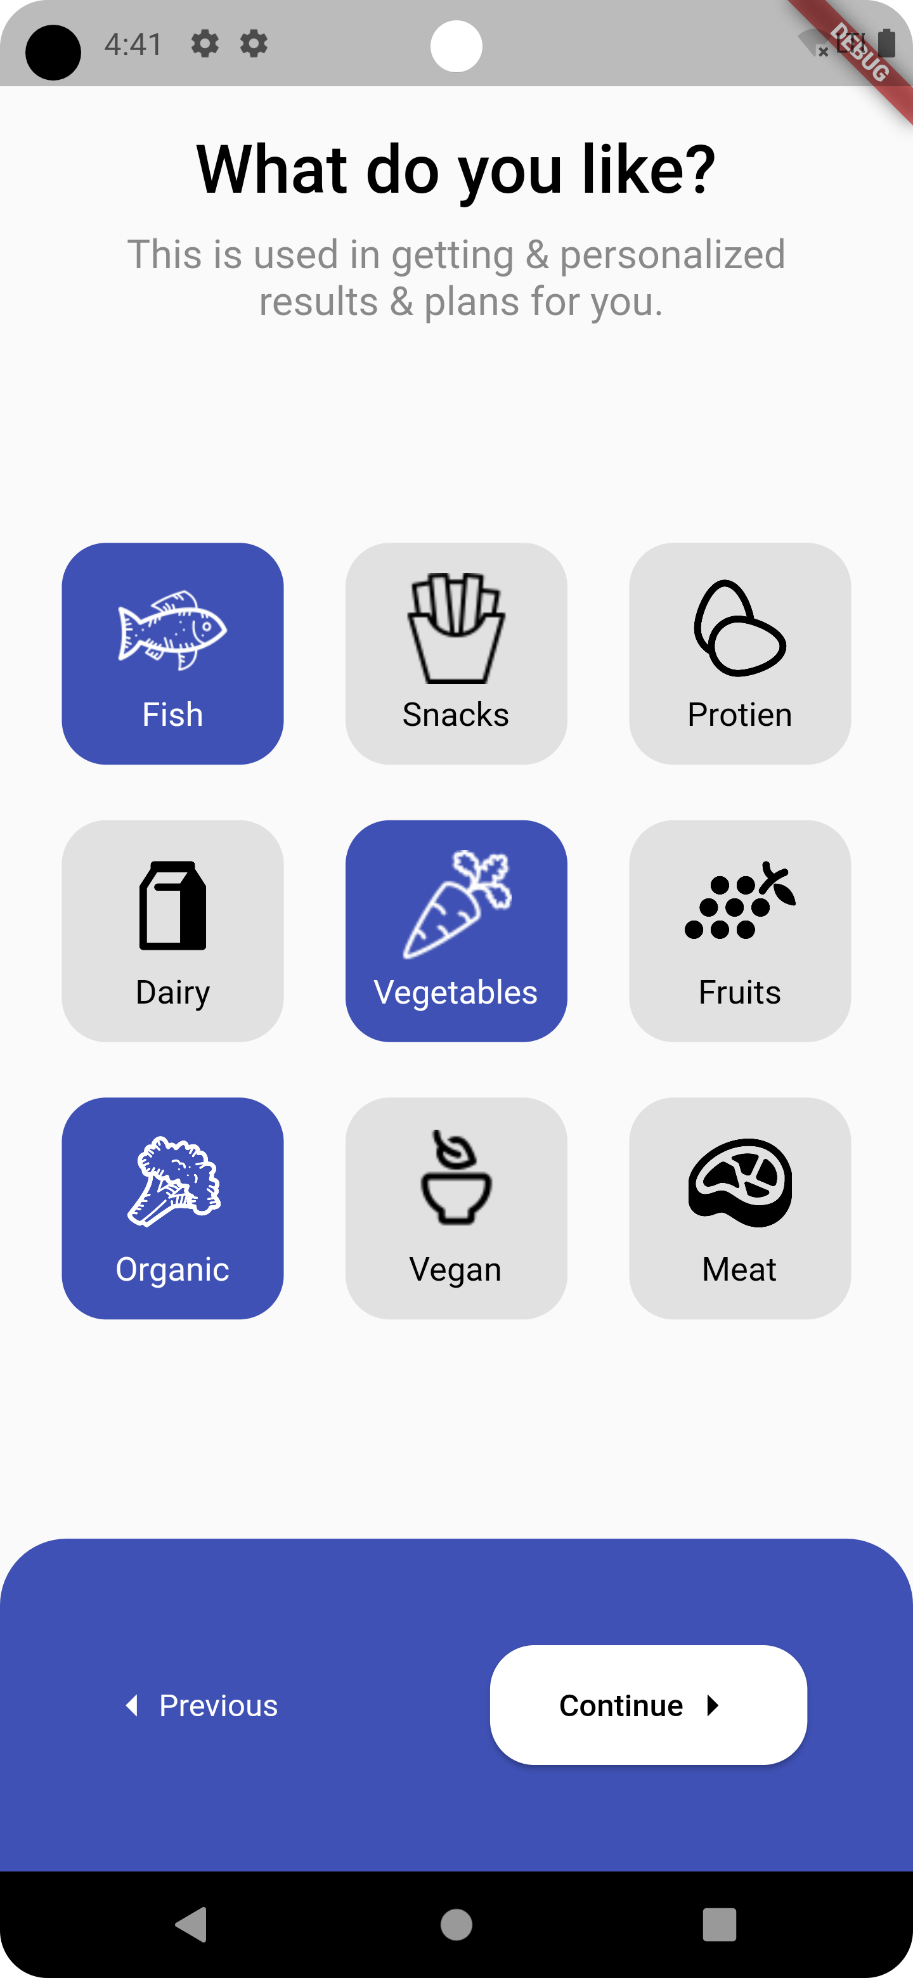 4:41
LTE
DEBUG
What do you like?
This is used in getting & personalized
results & plans for you.
Fish
Snacks
Protien
Dairy
Vegetables
Fruits
Organic
Vegan
Meat
Previous
Continue